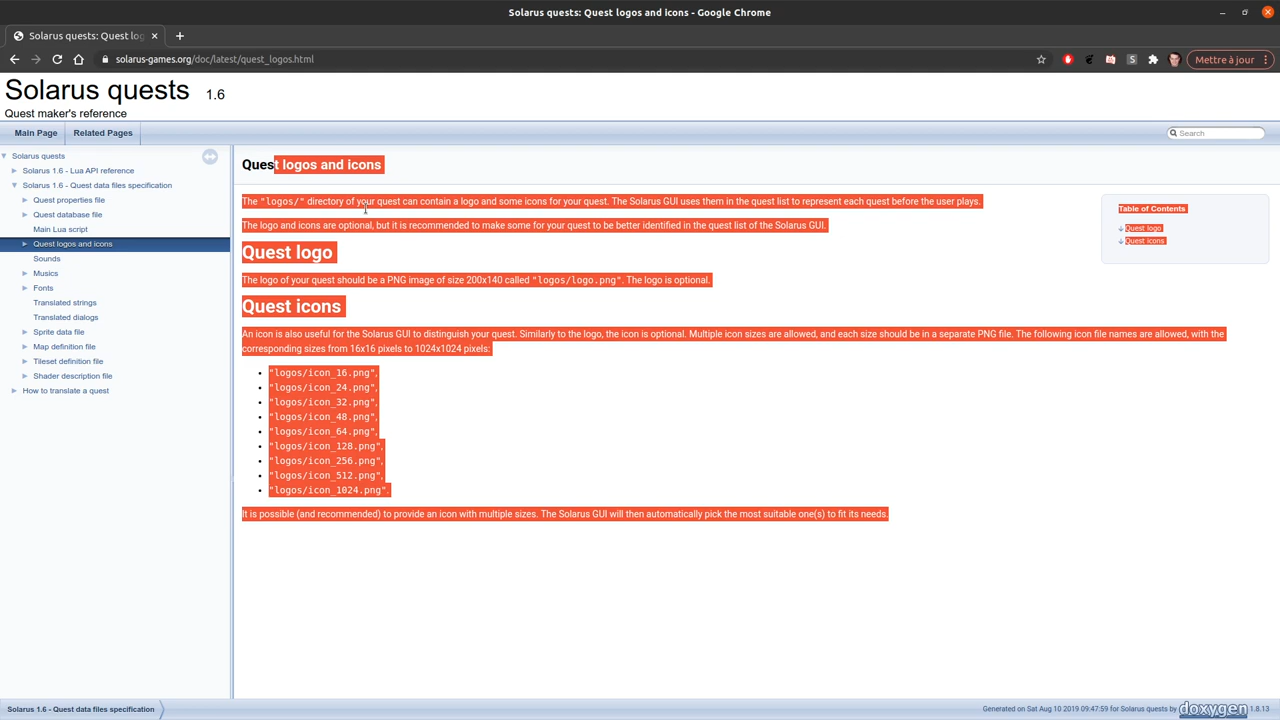 Solarus quests: Quest logos and icons - Google Chrome
Solarus quests: Quest log
solarus-games.org/doc/latest/quest_logos.html
Mettre à jour
Solarus quests 1.6
Quest maker's reference
Main Page
Related Pages
Search
Solarus quests
Solarus 1.6 - Lua API reference
Solarus 1.6 - Quest data files specification
Quest properties file
Quest database file
Main Lua script
Quest logos and icons
Sounds
Musics
Fonts
Translated strings
Translated dialogs
Sprite data file
Map definition file
Tileset definition file
Shader description file
How to translate a quest
Quest logos and icons
The "logos/" directory of your quest can contain a logo and some icons for your quest. The Solarus GUI uses them in the quest list to represent each quest before the user plays.
The logo and icons are optional, but it is recommended to make some for your quest to be better identified in the quest list of the Solarus GUI.
Quest logo
The logo of your quest should be a PNG image of size 200x140 called "logos/logo.png". The logo is optional.
Quest icons
An icon is also useful for the Solarus GUI to distinguish your quest. Similarly to the logo, the icon is optional. Multiple icon sizes are allowed, and each size should be in a separate PNG file. The following icon file names are allowed, with the
corresponding sizes from 16x16 pixels to 1024x1024 pixels:
• "logos/icon_16.png",
• "logos/icon_24.png",
• "logos/icon_32.png",
• "logos/icon_48.png",
• "logos/icon_64.png",
• "logos/icon_128.png",
• "logos/icon_256.png",
• "logos/icon_512.png",
• "logos/icon_1024.png".
It is possible (and recommended) to provide an icon with multiple sizes. The Solarus GUI will then automatically pick the most suitable one(s) to fit its needs.
Table of Contents
Quest logo
Quest icons
Solarus 1.6 - Quest data files specification
Generated on Sat Aug 10 2019 09:47:59 for Solarus quests by doxygen 1.8.13